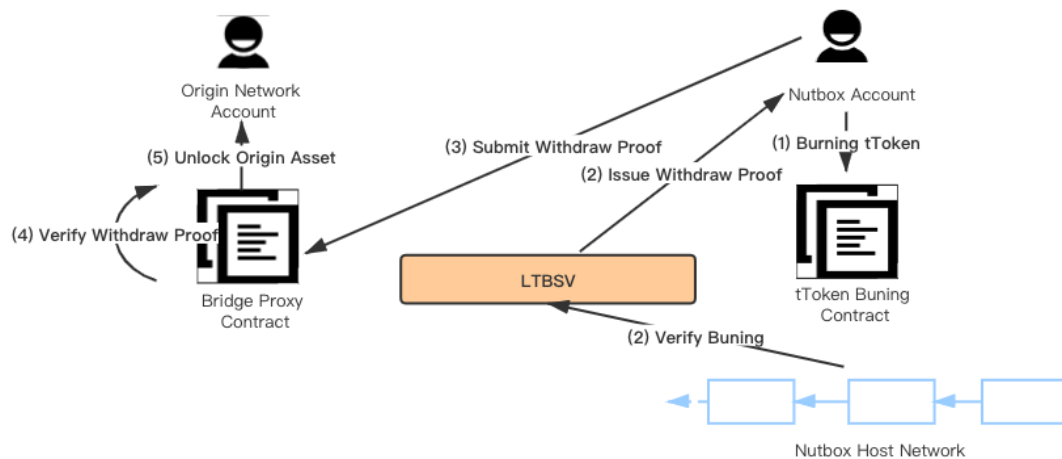 Origin Network
Account
Nutbox Account
(3) Submit Withdraw Proof
(1) Burning tToken
(5) Unlock Origin Asset
(2) Issue Withdraw Proof
(4) Verify Withdraw Proof
LTBSV
Bridge Proxy
Contract
tToken Buning
Contract
(2) Verify Buning
Nutbox Host Network